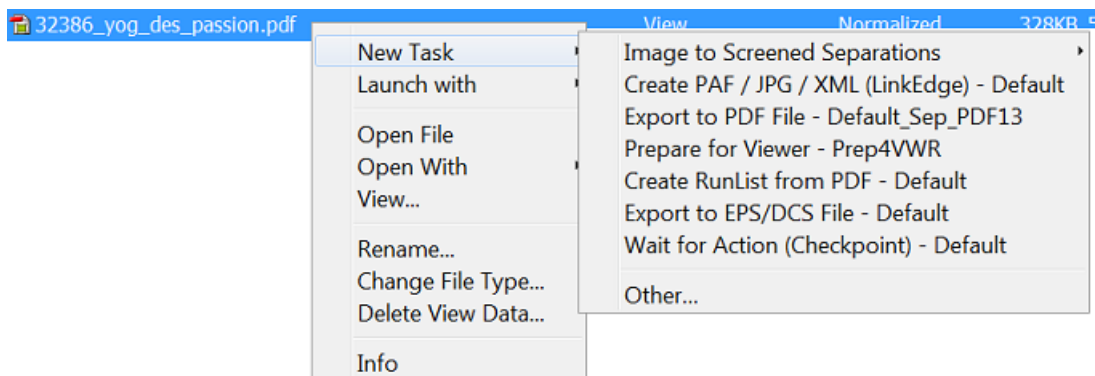 32386_yog_des_passion.pdf View Normalized 328KB
New Task
Launch with
Open File
Open With
View...
Rename...
Change File Type...
Delete View Data...
Info
Image to Screened Separations
Create PAF / JPG / XML (LinkEdge) - Default
Export to PDF File - Default_Sep_PDF13
Prepare for Viewer - Prep4VWR
Create RunList from PDF - Default
Export to EPS/DCS File - Default
Wait for Action (Checkpoint) - Default
Other...